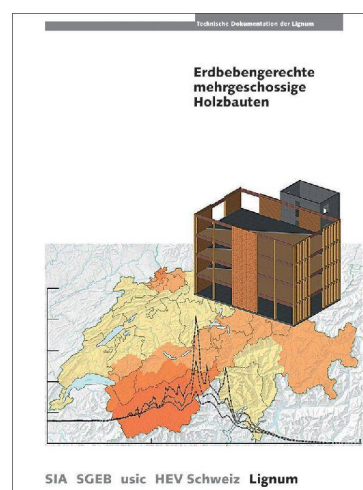 Technische Dokumentation der Lignum
Erdbebengerechte
mehrgeschossige
Holzbauten
SIA SGEB usic HEV Schweiz Lignum